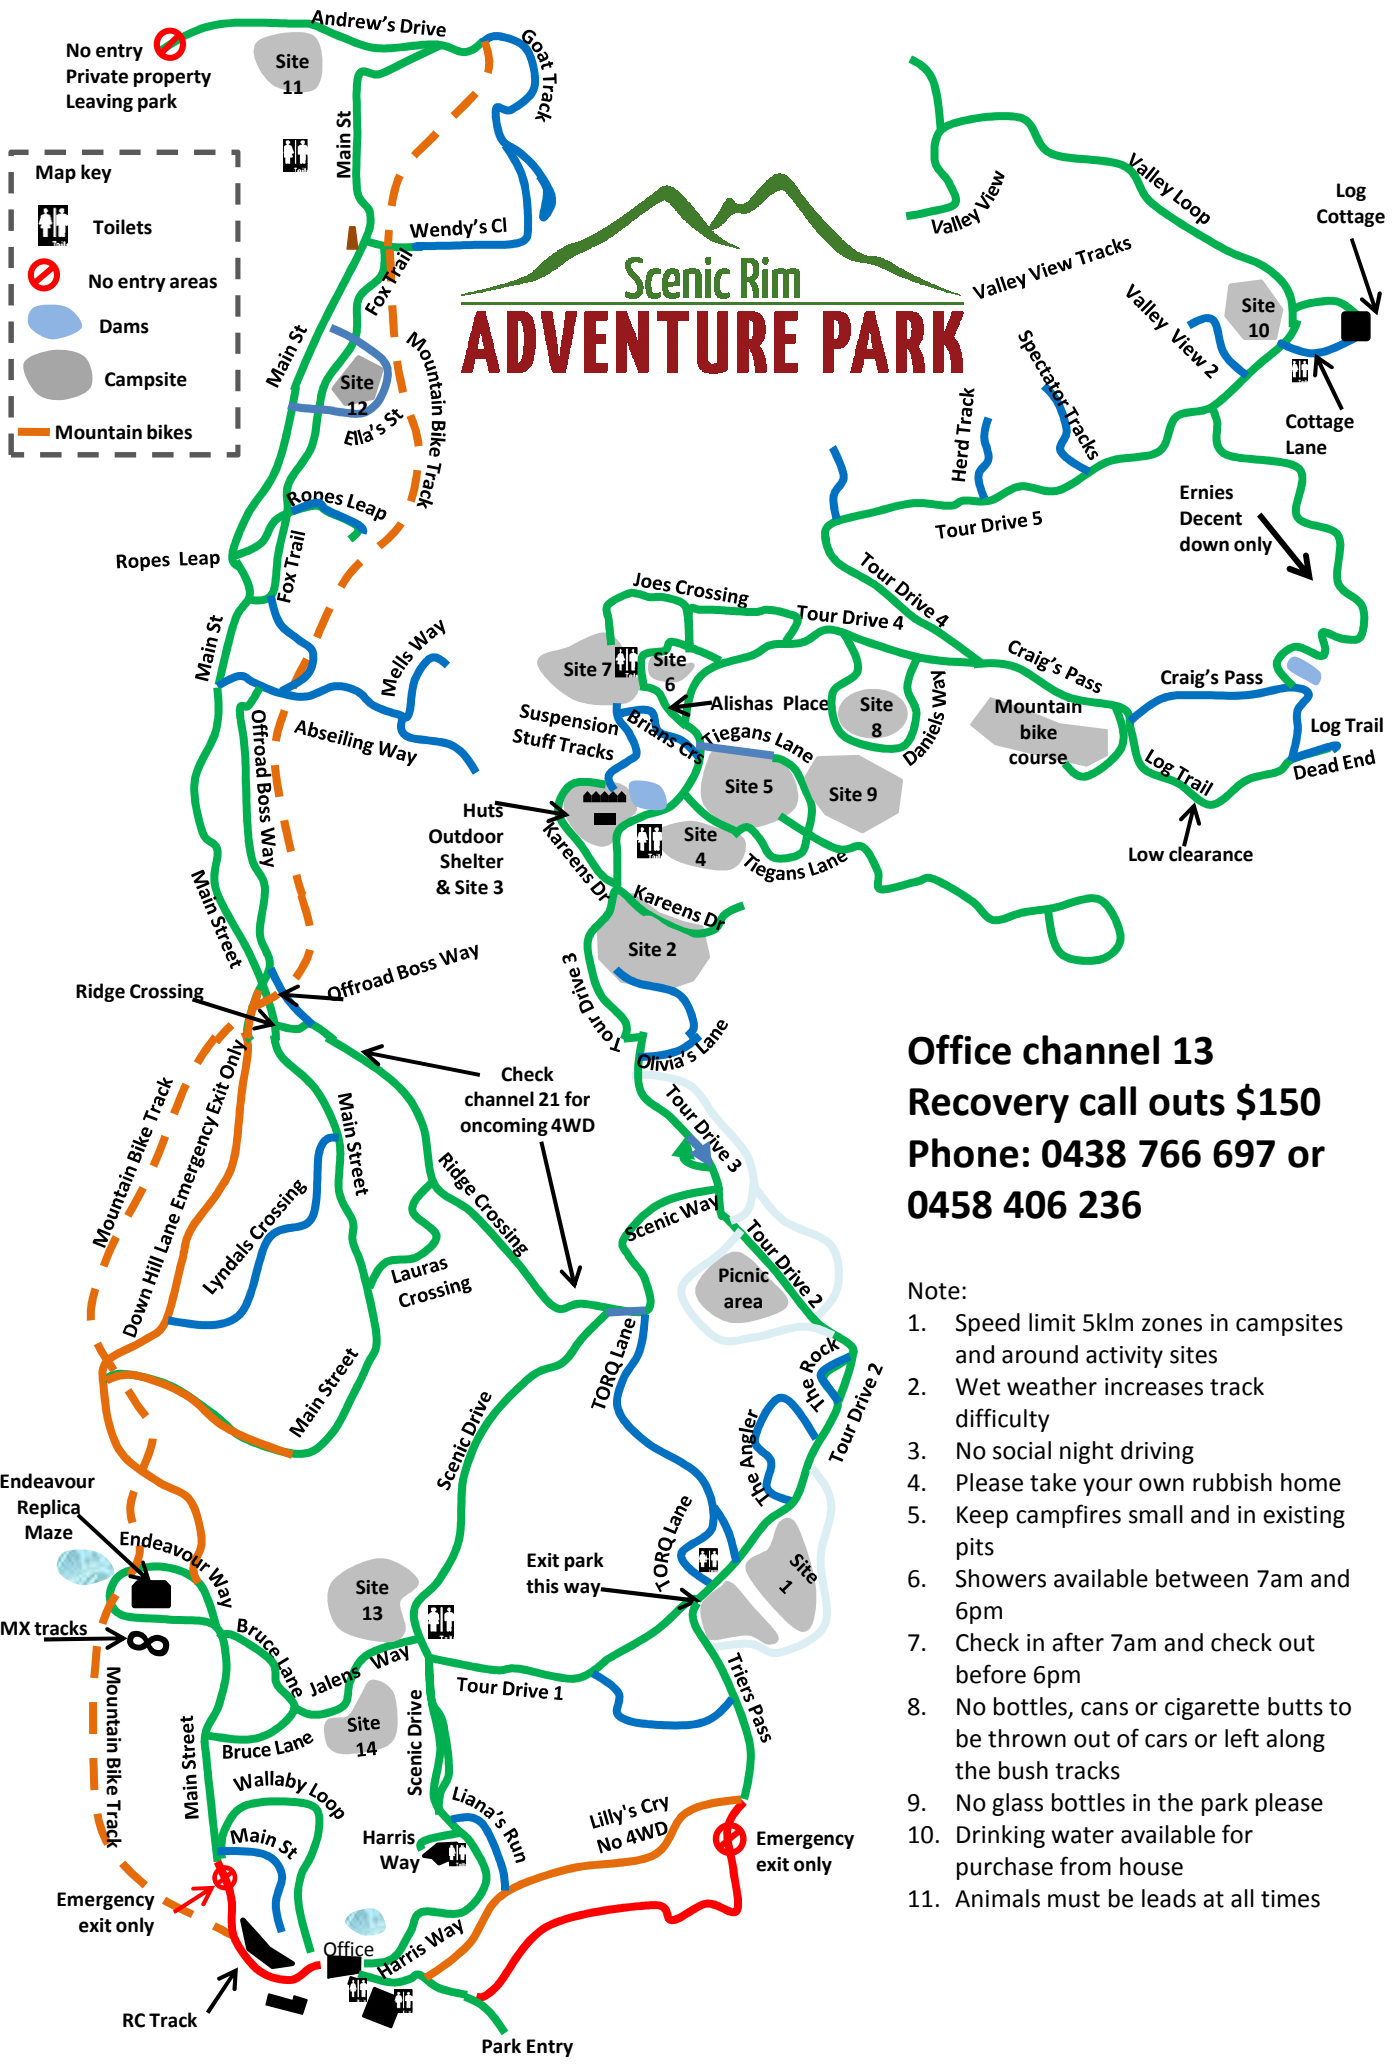 Andrew's Drive
No entry
Private property
Leaving park
Site
11
Goat Track
Main St
Map key
Toilets
No entry areas
Dams
Campsite
Mountain bikes
Wendy's Cl
Fox Trail
Main St
Site
12
Ella's St
Mountain Bike Track
Scenic Rim
ADVENTURE PARK
Valley View
Valley Loop
Log
Cottage
Valley View Tracks
Valley View 2
Site
10
Spectator Tracks
Herd Track
Cottage
Lane
Ernies
Decent
down only
Tour Drive 5
Ropes Leap
Ropes Leap
Fox Trail
Main St
Joes Crossing
Tour Drive 4
Tour Drive 4
Craig's Pass
Craig's Pass
Mells Way
Abseiling Way
Offroad Boss Way
Site 7
Site
6
Alishas Place
Site
8
Daniels Way
Mountain
bike
course
Log Trail
Log Trail
Dead End
Low clearance
Suspension
Stuff Tracks
Brians Crs
Tiegans Lane
Site 5
Site 9
Huts
Outdoor
Shelter
& Site 3
Site
4
Tiegans Lane
Kareens Dr
Kareens Dr
Site 2
Main Street
Offroad Boss Way
Ridge Crossing
Tour Drive 3
Olivia's Lane
Check
channel 21 for
oncoming 4WD
Tour Drive 3
Mountain Bike Track
Down Hill Lane Emergency Exit Only
Main Street
Lyndals Crossing
Ridge Crossing
Lauras
Crossing
Scenic Way
Tour Drive 2
Picnic
area
Main Street
TORQ Lane
Scenic Drive
The Rock
The Angler
Tour Drive 2
Office channel 13
Recovery call outs $150
Phone: 0438 766 697 or
0458 406 236
Note:
1. Speed limit 5klm zones in campsites
and around activity sites
2. Wet weather increases track
difficulty
3. No social night driving
4. Please take your own rubbish home
5. Keep campfires small and in existing
pits
6. Showers available between 7am and
6pm
7. Check in after 7am and check out
before 6pm
8. No bottles, cans or cigarette butts to
be thrown out of cars or left along
the bush tracks
9. No glass bottles in the park please
10. Drinking water available for
purchase from house
11. Animals must be leads at all times
Endeavour
Replica
Maze
Endeavour Way
MX tracks
TORQ Lane
Exit park
this way
Site
1
Site
13
Bruce Lane
Jalens Way
Tour Drive 1
Triers Pass
Mountain Bike Track
Main Street
Bruce Lane
Site
14
Scenic Drive
Wallaby Loop
Main St
Harris
Way
Liana's Run
Lilly's Cry
No 4WD
Emergency
exit only
Emergency
exit only
Office
Harris Way
RC Track
Park Entry